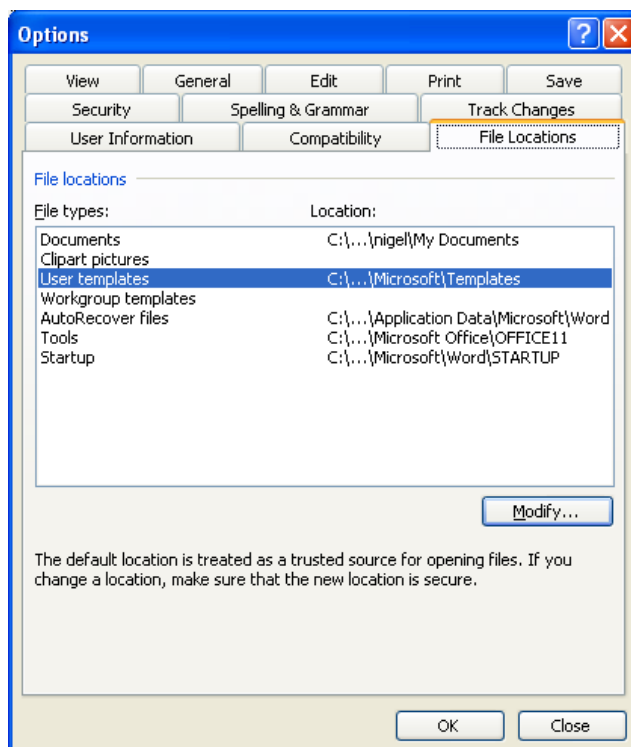 Options
View General Edit Print Save
Security Spelling & Grammar Track Changes
User Information Compatibility File Locations
File locations
File types: Location:
Documents C:\...\nigel\My Documents
Clipart pictures
User templates C:\...\Microsoft\Templates
Workgroup templates
AutoRecover files C:\...\Application Data\Microsoft\Word
Tools C:\...\Microsoft Office\OFFICE11
Startup C:\...\Microsoft\Word\STARTUP
Modify...
The default location is treated as a trusted source for opening files. If you
change a location, make sure that the new location is secure.
OK Close